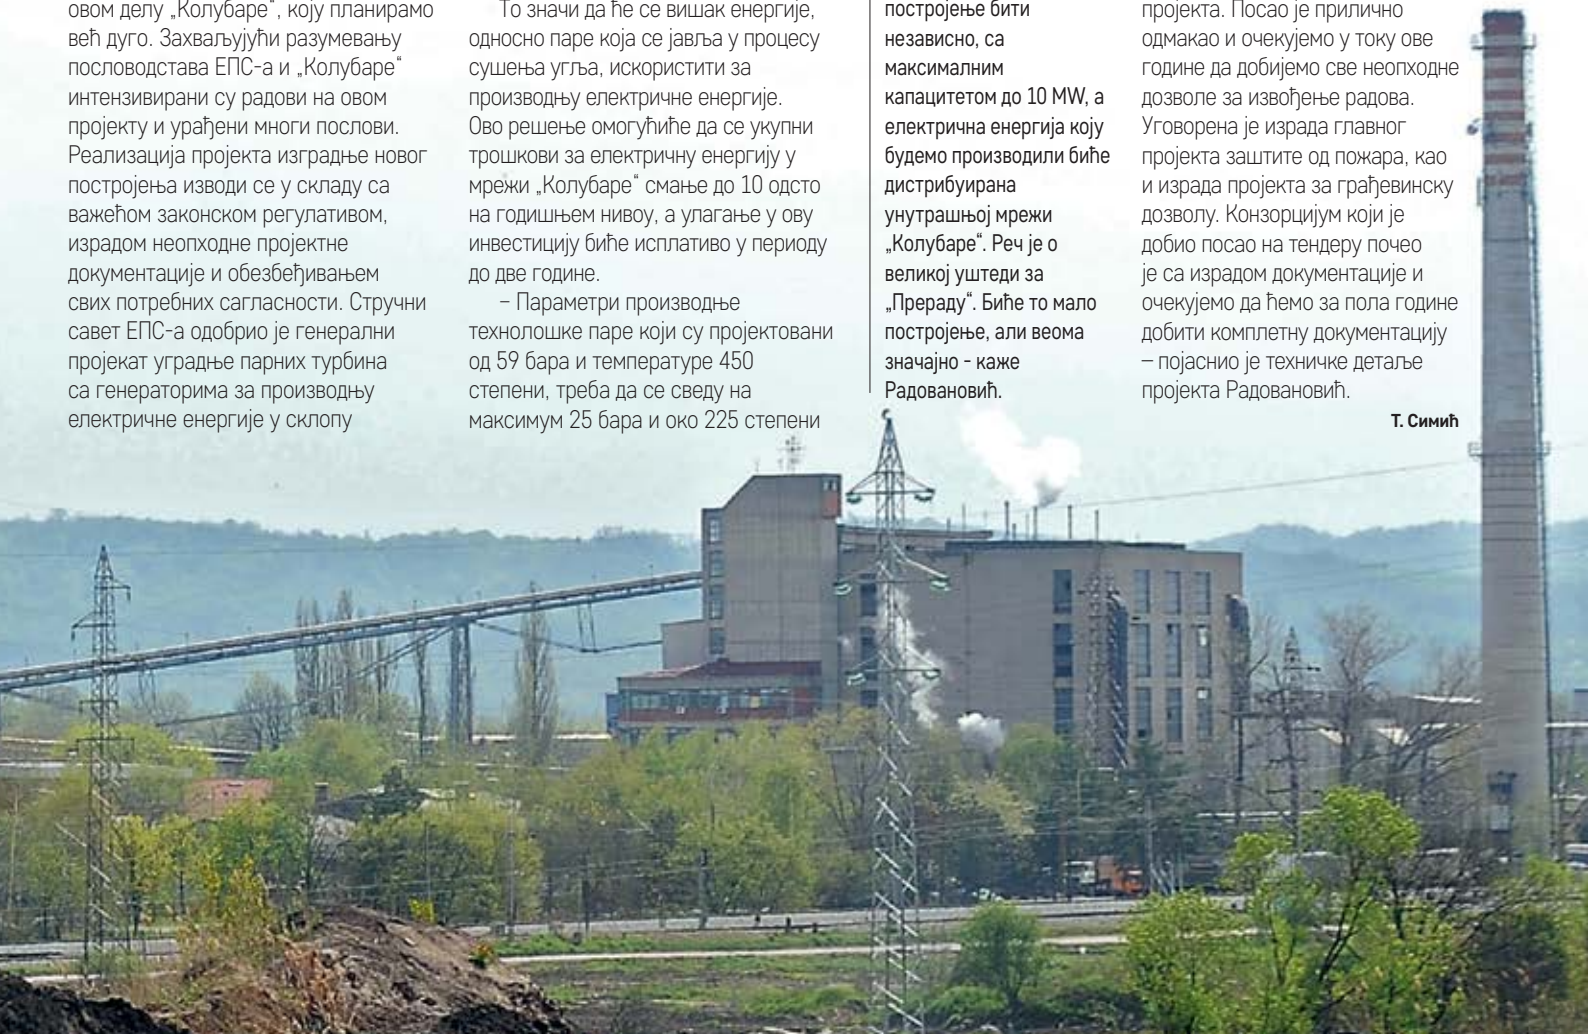 овом делу „Колубаре“, коју планирамо
већ дуго. Захваљујући разумевању
пословодстава ЕПС-а и „Колубаре“
интензивирани су радови на овом
пројекту и урађени многи послови.
Реализација пројекта изградње новог
постројења изводи се у складу са
важећом законском регулативом,
израдом неопходне пројектне
документације и обезбеђивањем
свих потребних сагласности. Стручни
савет ЕПС-а одобрио је генерални
пројекат уградње парних турбина
са генераторима за производњу
електричне енергије у склопу
То значи да ће се вишак енергије,
односно паре која се јавља у процесу
сушења угља, искористити за
производњу електричне енергије.
Ово решење омогућиће да се укупни
трошкови за електричну енергију у
мрежи „Колубаре“ смање до 10 одсто
на годишњем нивоу, а улагање у ову
инвестицију биће исплативо у периоду
до две године.
– Параметри производње
технолошке паре који су пројектовани
од 59 бара и температуре 450
степени, треба да се сведу на
максимум 25 бара и око 225 степени
постројење бити
независно, са
максималним
капацитетом до 10 MW, а
електрична енергија коју
будемо производили биће
дистрибуирана
унутрашњој мрежи
„Колубаре“. Реч је о
великој уштеди за
„Прераду“. Биће то мало
постројење, али веома
значајно - каже
Радовановић.
пројекта. Посао је прилично
одмакао и очекујемо у току ове
године да добијемо све неопходне
дозволе за извођење радова.
Уговорена је израда главног
пројекта заштите од пожара, као
и израда пројекта за грађевинску
дозволу. Конзорцијум који је
добио посао на тендеру почео
је са израдом документације и
очекујемо да ћемо за пола године
добити комплетну документацију
– појаснио је техничке детаље
пројекта Радовановић.
Т. Симић